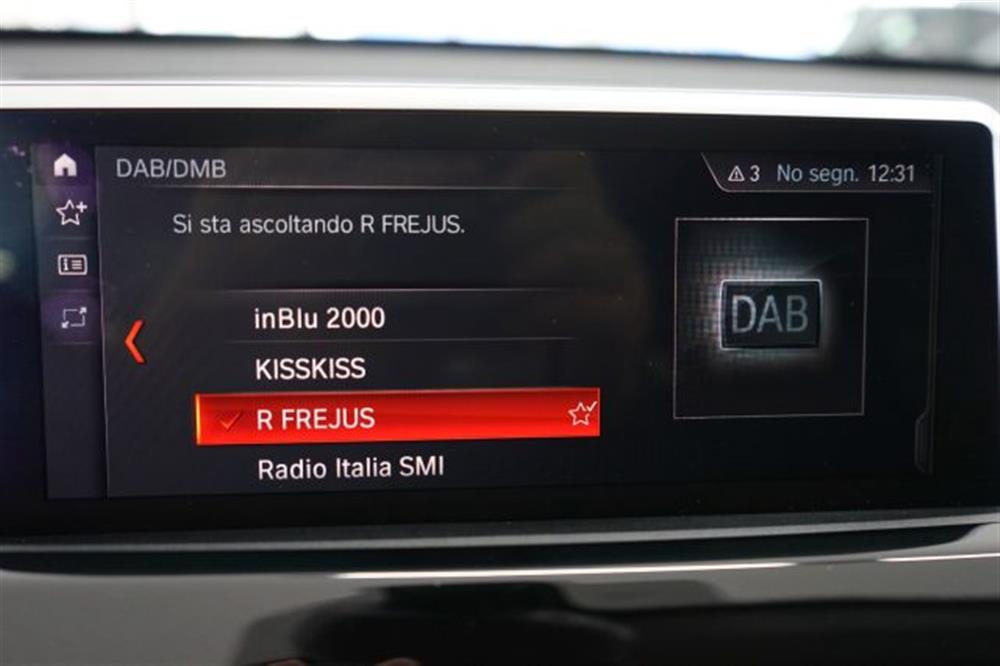 DAB/DMB
3 No segn. 12:31
Si sta ascoltando R FREJUS.
inBlu 2000
KISSKISS
R FREJUS
Radio Italia SMI
DAB